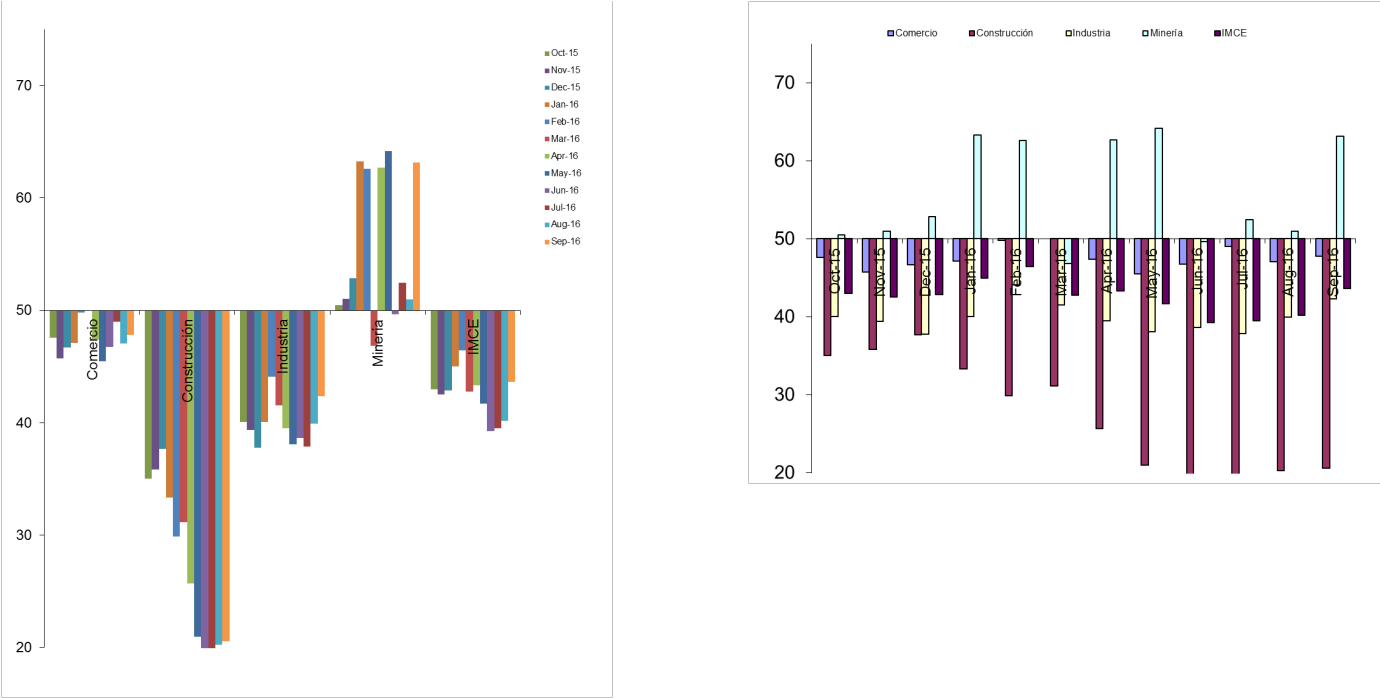 70
60
50
40
30
20
Comercio
Construcción
Industria
Minería
IMCE
Oct-15
Nov-15
Dec-15
Jan-16
Feb-16
Mar-16
Apr-16
May-16
Jun-16
Jul-16
Aug-16
Sep-16
Comercio Construcción Industria Minería IMCE
70
60
50
40
30
20
Oct-15
Nov-15
Dec-15
Jan-16
Feb-16
Mar-16
Apr-16
May-16
Jun-16
Jul-16
Aug-16
Sep-16